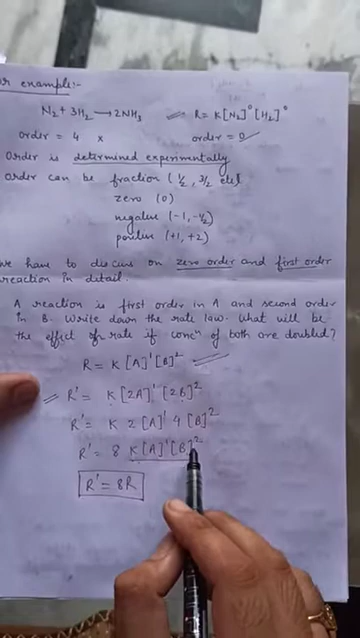 or example:-
N₂ + 3H₂ → 2NH₃ R = K[N₂]⁰[H₂]⁰
order = 4 x order = 0 ✓
Order is determined experimentally
Order can be fraction (1/2, 3/2 etc)
zero (0)
negative (-1, -1/2)
positive (+1, +2)
we have to discuss on zero order and first order
reaction in detail.
A reaction is first order in A and second order
in B. Write down the rate law. What will be
the effect of rate if concⁿ of both are doubled?
R = K[A]¹[B]²
R' = K[2A]¹[2B]²
R' = K 2[A]¹ 4[B]²
R' = 8 K[A]¹[B]²
R' = 8R